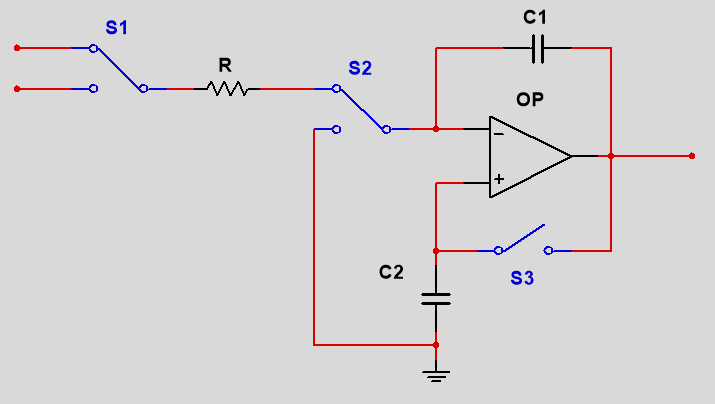 S1
C1
R
S2
OP
−
+
C2
S3